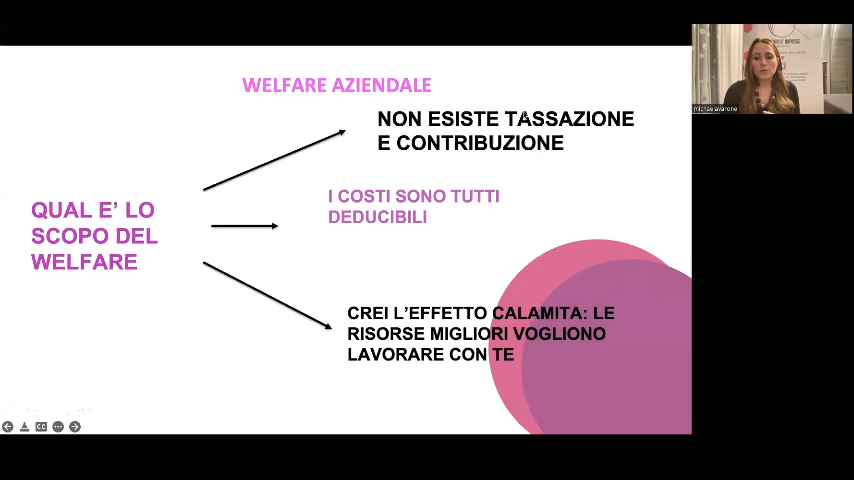 WELFARE AZIENDALE
NON ESISTE TASSAZIONE
E CONTRIBUZIONE
I COSTI SONO TUTTI
DEDUCIBILI
QUAL E’ LO
SCOPO DEL
WELFARE
CREI L’EFFETTO CALAMITA: LE
RISORSE MIGLIORI VOGLIONO
LAVORARE CON TE
CC